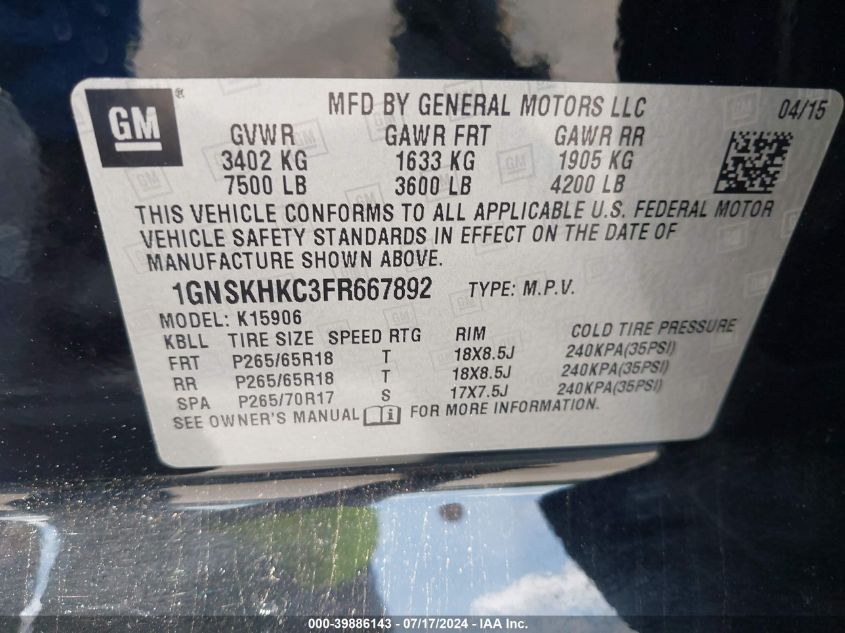 GM ®
MFD BY GENERAL MOTORS LLC 04/15
GVWR GAWR FRT GAWR RR
3402 KG 1633 KG 1905 KG
7500 LB 3600 LB 4200 LB
THIS VEHICLE CONFORMS TO ALL APPLICABLE U.S. FEDERAL MOTOR
VEHICLE SAFETY STANDARDS IN EFFECT ON THE DATE OF
MANUFACTURE SHOWN ABOVE.
1GNSKHKC3FR667892 TYPE: M.P.V.
MODEL: K15906
KBLL TIRE SIZE SPEED RTG RIM COLD TIRE PRESSURE
FRT P265/65R18 T 18X8.5J 240KPA(35PSI)
RR P265/65R18 T 18X8.5J 240KPA(35PSI)
SPA P265/70R17 S 17X7.5J 240KPA(35PSI)
SEE OWNER'S MANUAL FOR MORE INFORMATION.
000-39886143 - 07/17/2024 - IAA Inc.